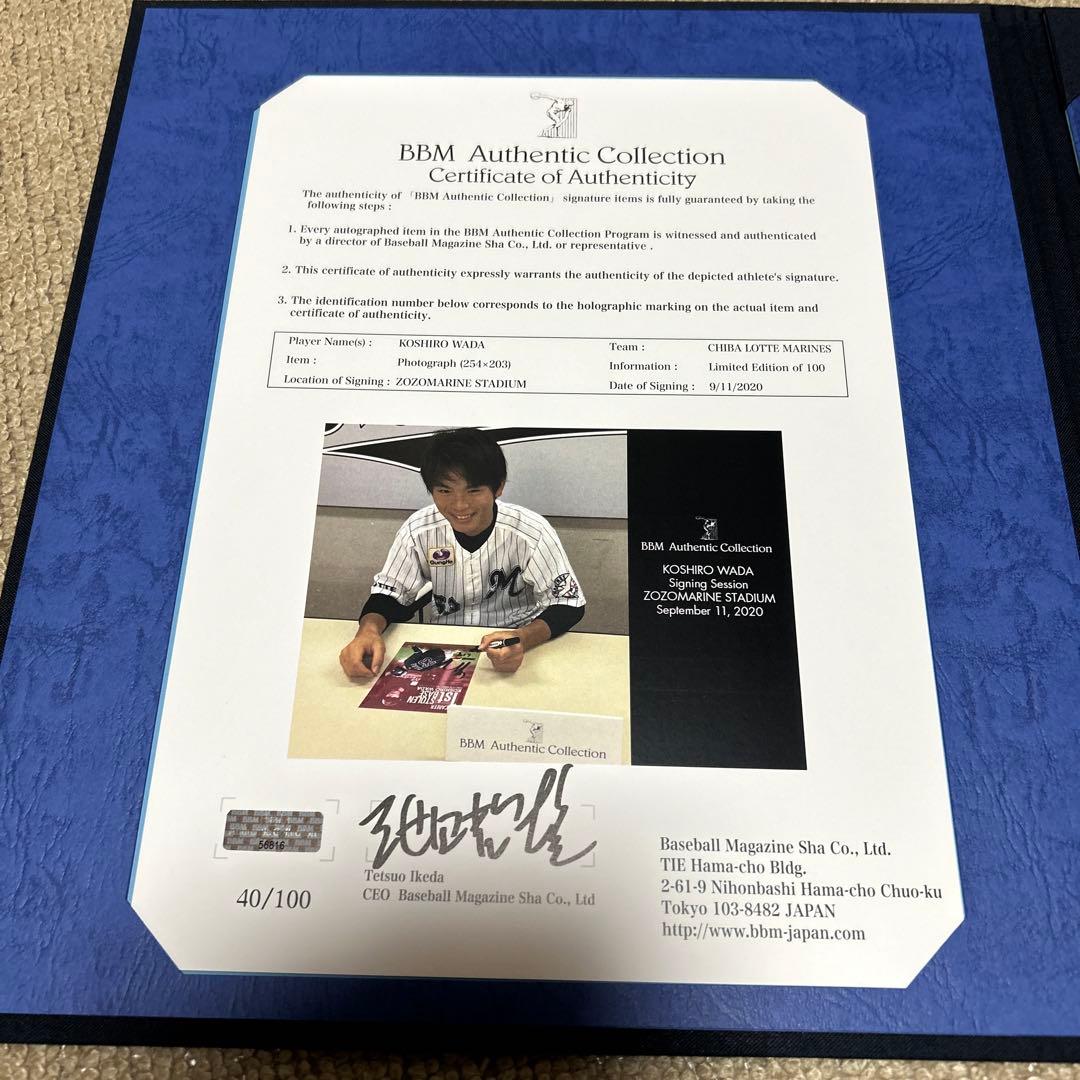 BBM Authentic Collection
Certificate of Authenticity
The authenticity of 「BBM Authentic Collection」 signature items is fully guaranteed by taking the
following steps :
1. Every autographed item in the BBM Authentic Collection Program is witnessed and authenticated
by a director of Baseball Magazine Sha Co., Ltd. or representative .
2. This certificate of authenticity expressly warrants the authenticity of the depicted athlete's signature.
3. The identification number below corresponds to the holographic marking on the actual item and
certificate of authenticity.
Player Name(s) : KOSHIRO WADA Team : CHIBA LOTTE MARINES
Item : Photograph (254×203) Information : Limited Edition of 100
Location of Signing : ZOZOMARINE STADIUM Date of Signing : 9/11/2020
GungHo
M
BBM Authentic Collection
KOSHIRO WADA
Signing Session
ZOZOMARINE STADIUM
September 11, 2020
1st
STOLEN
BASE
KOSHIRO WADA
BBM Authentic Collection
56816
40/100
Tetsuo Ikeda
CEO Baseball Magazine Sha Co., Ltd
Baseball Magazine Sha Co., Ltd.
TIE Hama-cho Bldg.
2-61-9 Nihonbashi Hama-cho Chuo-ku
Tokyo 103-8482 JAPAN
http://www.bbm-japan.com